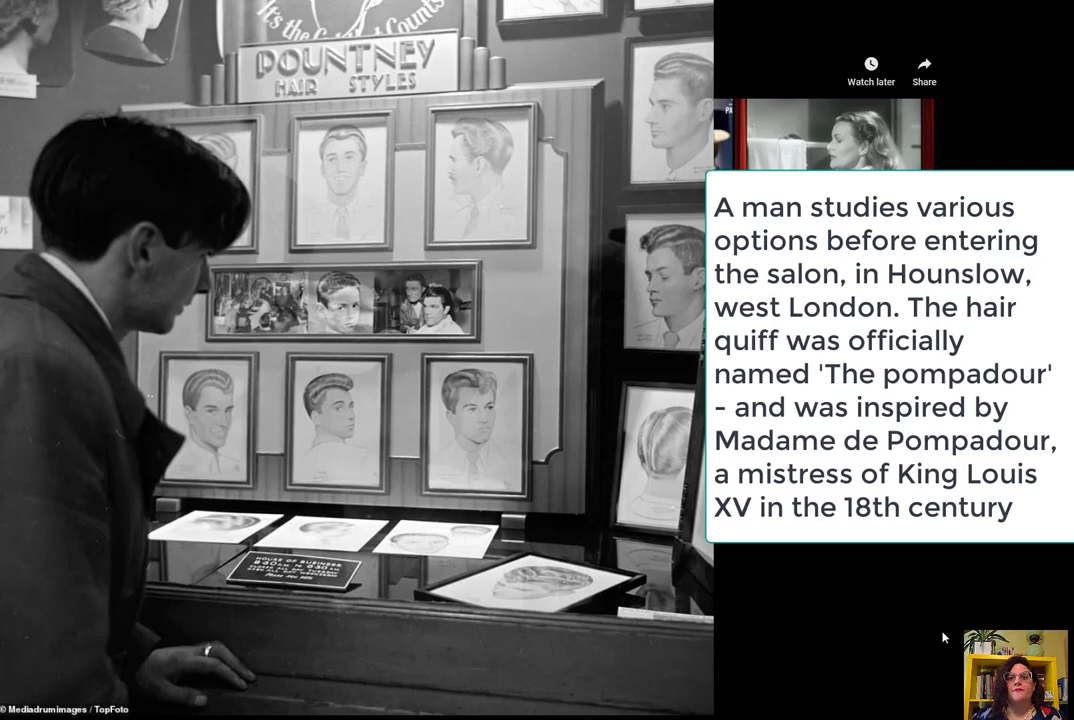 It's the
Counts
POUNTNEY
HAIR STYLES
Watch later
Share
A man studies various
options before entering
the salon, in Hounslow,
west London. The hair
quiff was officially
named 'The pompadour'
- and was inspired by
Madame de Pompadour,
a mistress of King Louis
XV in the 18th century
© Mediadrumimages / TopFoto